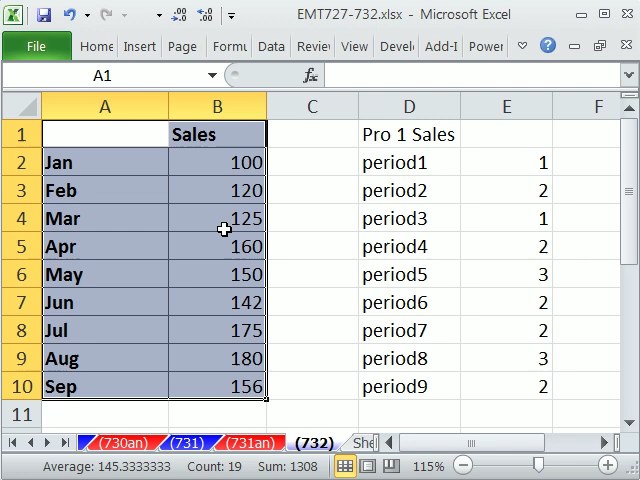 EMT727-732.xlsx - Microsoft Excel
File Home Insert Page Formu Data Review View Devel Add-I Power
A1 fx
A B C D E F
1 Sales Pro 1 Sales
2 Jan 100 period1 1
3 Feb 120 period2 2
4 Mar 125 period3 1
5 Apr 160 period4 2
6 May 150 period5 3
7 Jun 142 period6 2
8 Jul 175 period7 2
9 Aug 180 period8 3
10 Sep 156 period9 2
11
(730an) (731) (731an) (732) She
Average: 145.3333333 Count: 19 Sum: 1308 115%